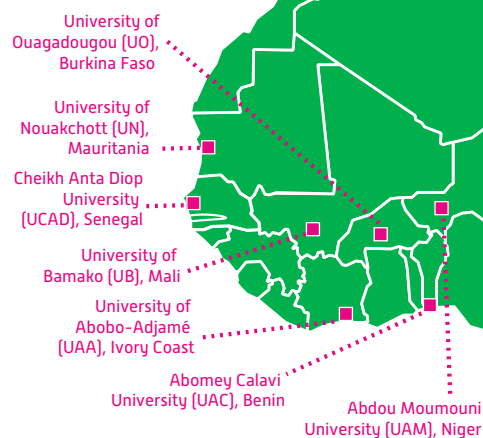 University of
Ouagadougou (UO),
Burkina Faso
University of
Nouakchott (UN),
Mauritania
Cheikh Anta Diop
University
(UCAD), Senegal
University of
Bamako (UB), Mali
University of
Abobo-Adjamé
(UAA), Ivory Coast
Abomey Calavi
University (UAC), Benin
Abdou Moumouni
University (UAM), Niger